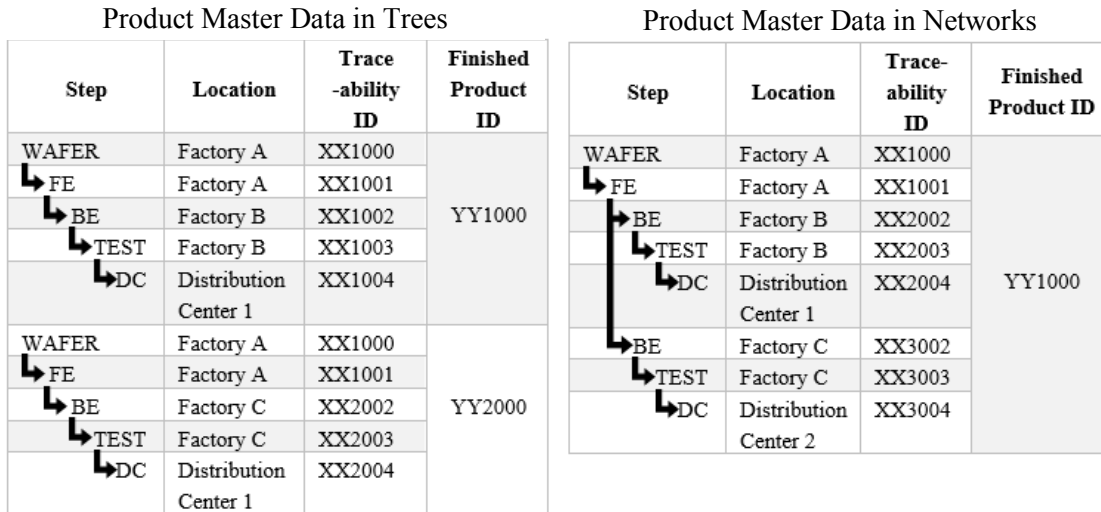 Product Master Data in Trees
Step Location Trace -ability ID Finished Product ID
WAFER Factory A XX1000
FE Factory A XX1001
BE Factory B XX1002 YY1000
TEST Factory B XX1003
DC Distribution Center 1 XX1004
WAFER Factory A XX1000
FE Factory A XX1001
BE Factory C XX2002 YY2000
TEST Factory C XX2003
DC Distribution Center 1 XX2004
Product Master Data in Networks
Step Location Trace- ability ID Finished Product ID
WAFER Factory A XX1000
FE Factory A XX1001
BE Factory B XX2002
TEST Factory B XX2003
DC Distribution Center 1 XX2004 YY1000
BE Factory C XX3002
TEST Factory C XX3003
DC Distribution Center 2 XX3004